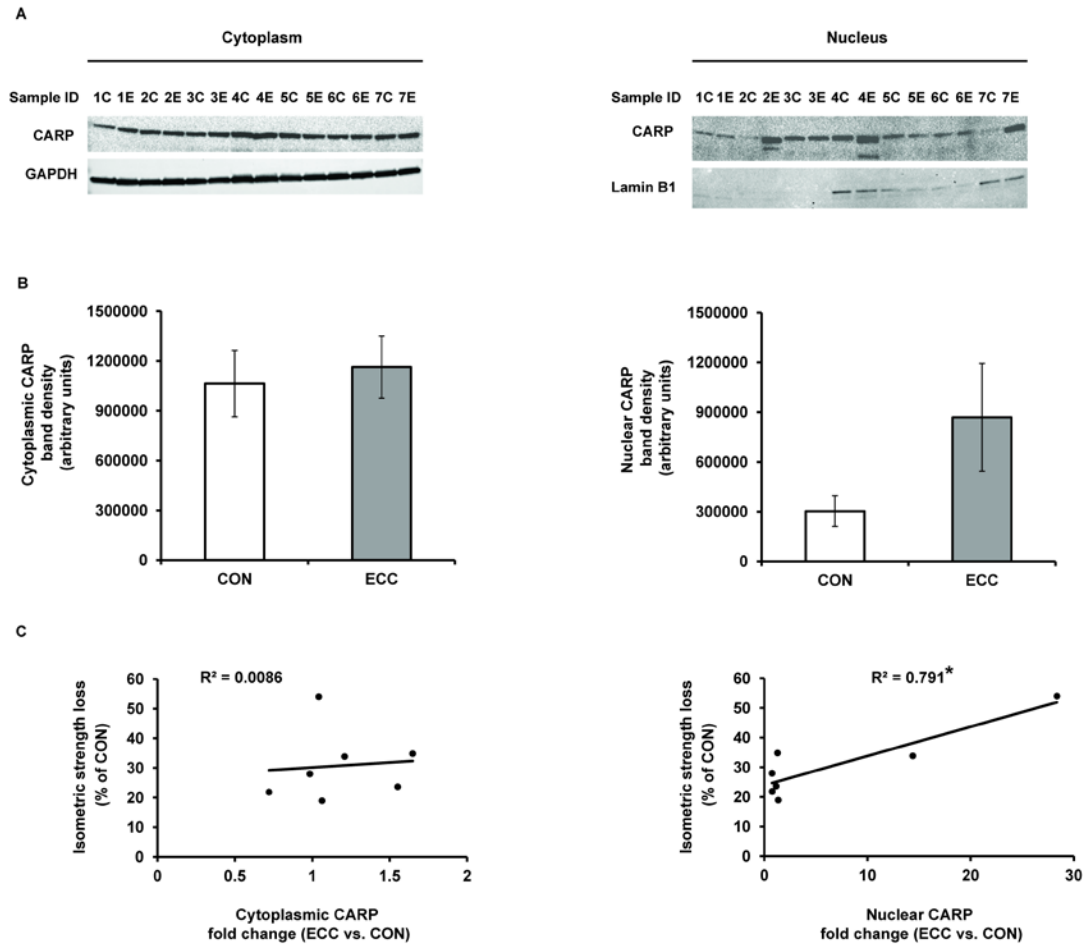 A
Cytoplasm
Sample ID 1C 1E 2C 2E 3C 3E 4C 4E 5C 5E 6C 6E 7C 7E
CARP
GAPDH
Nucleus
Sample ID 1C 1E 2C 2E 3C 3E 4C 4E 5C 5E 6C 6E 7C 7E
CARP
Lamin B1
B
Cytoplasmic CARP
band density
(arbitrary units)
1500000
1200000
900000
600000
300000
0
CON ECC
Nuclear CARP
band density
(arbitrary units)
1500000
1200000
900000
600000
300000
0
CON ECC
C
Isometric strength loss
(% of CON)
R² = 0.0086
60
50
40
30
20
10
0
0 0.5 1 1.5 2
Cytoplasmic CARP
fold change (ECC vs. CON)
Isometric strength loss
(% of CON)
R² = 0.791*
60
50
40
30
20
10
0
0 10 20 30
Nuclear CARP
fold change (ECC vs. CON)